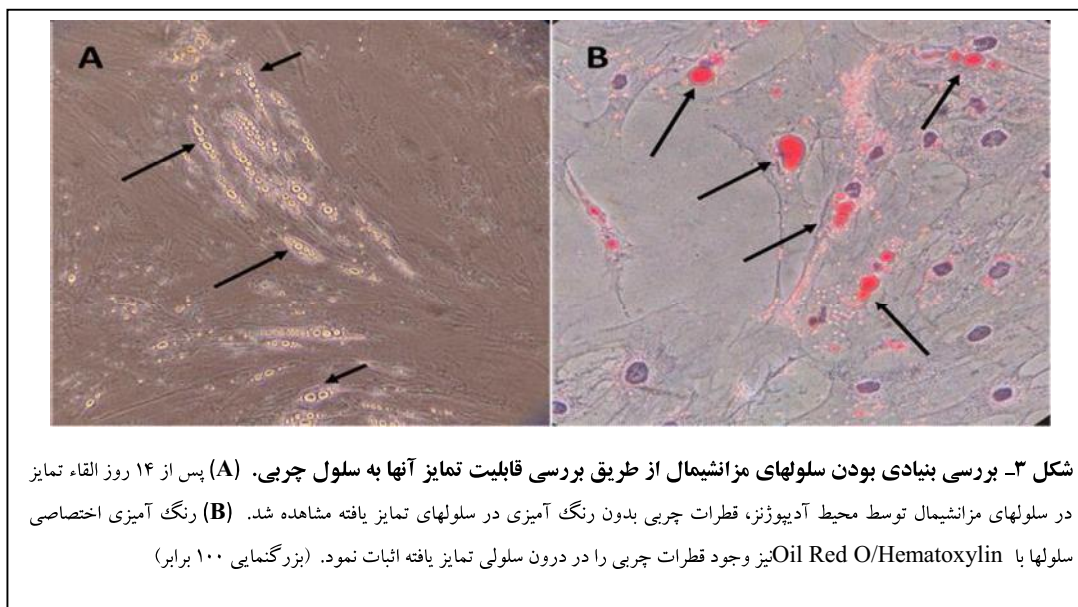 A
B
شکل ۳ـ بررسی بنیادی بودن سلولهای مزانشیمال از طریق بررسی قابلیت تمایز آنها به سلول چربی. (A) پس از ۱۴ روز القاء تمایز
در سلولهای مزانشیمال توسط محیط آدیپوژنز، قطرات چربی بدون رنگ آمیزی در سلولهای تمایز یافته مشاهده شد. (B) رنگ آمیزی اختصاصی
سلولها با Oil Red O/Hematoxylinنیز وجود قطرات چربی را در درون سلولی تمایز یافته اثبات نمود. (بزرگنمایی ۱۰۰ برابر)